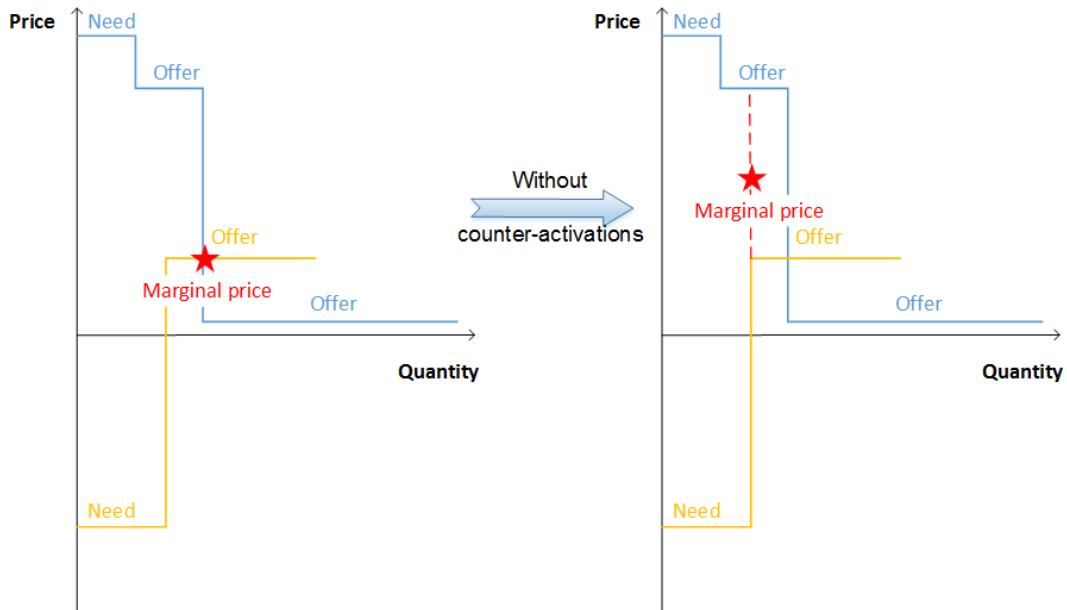 Price
Need
Offer
Offer
Marginal price
Offer
Quantity
Need
Without
counter-activations
Price
Need
Offer
Marginal price
Offer
Offer
Quantity
Need